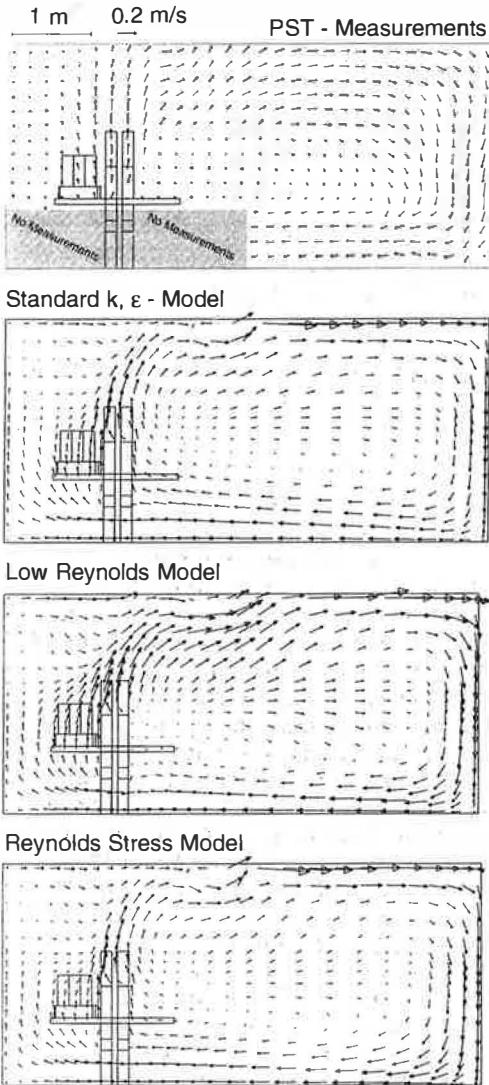 1 m 0.2 m/s PST - Measurements
No Measurements No Measurements
Standard k, ε - Model
Low Reynolds Model
Reynolds Stress Model